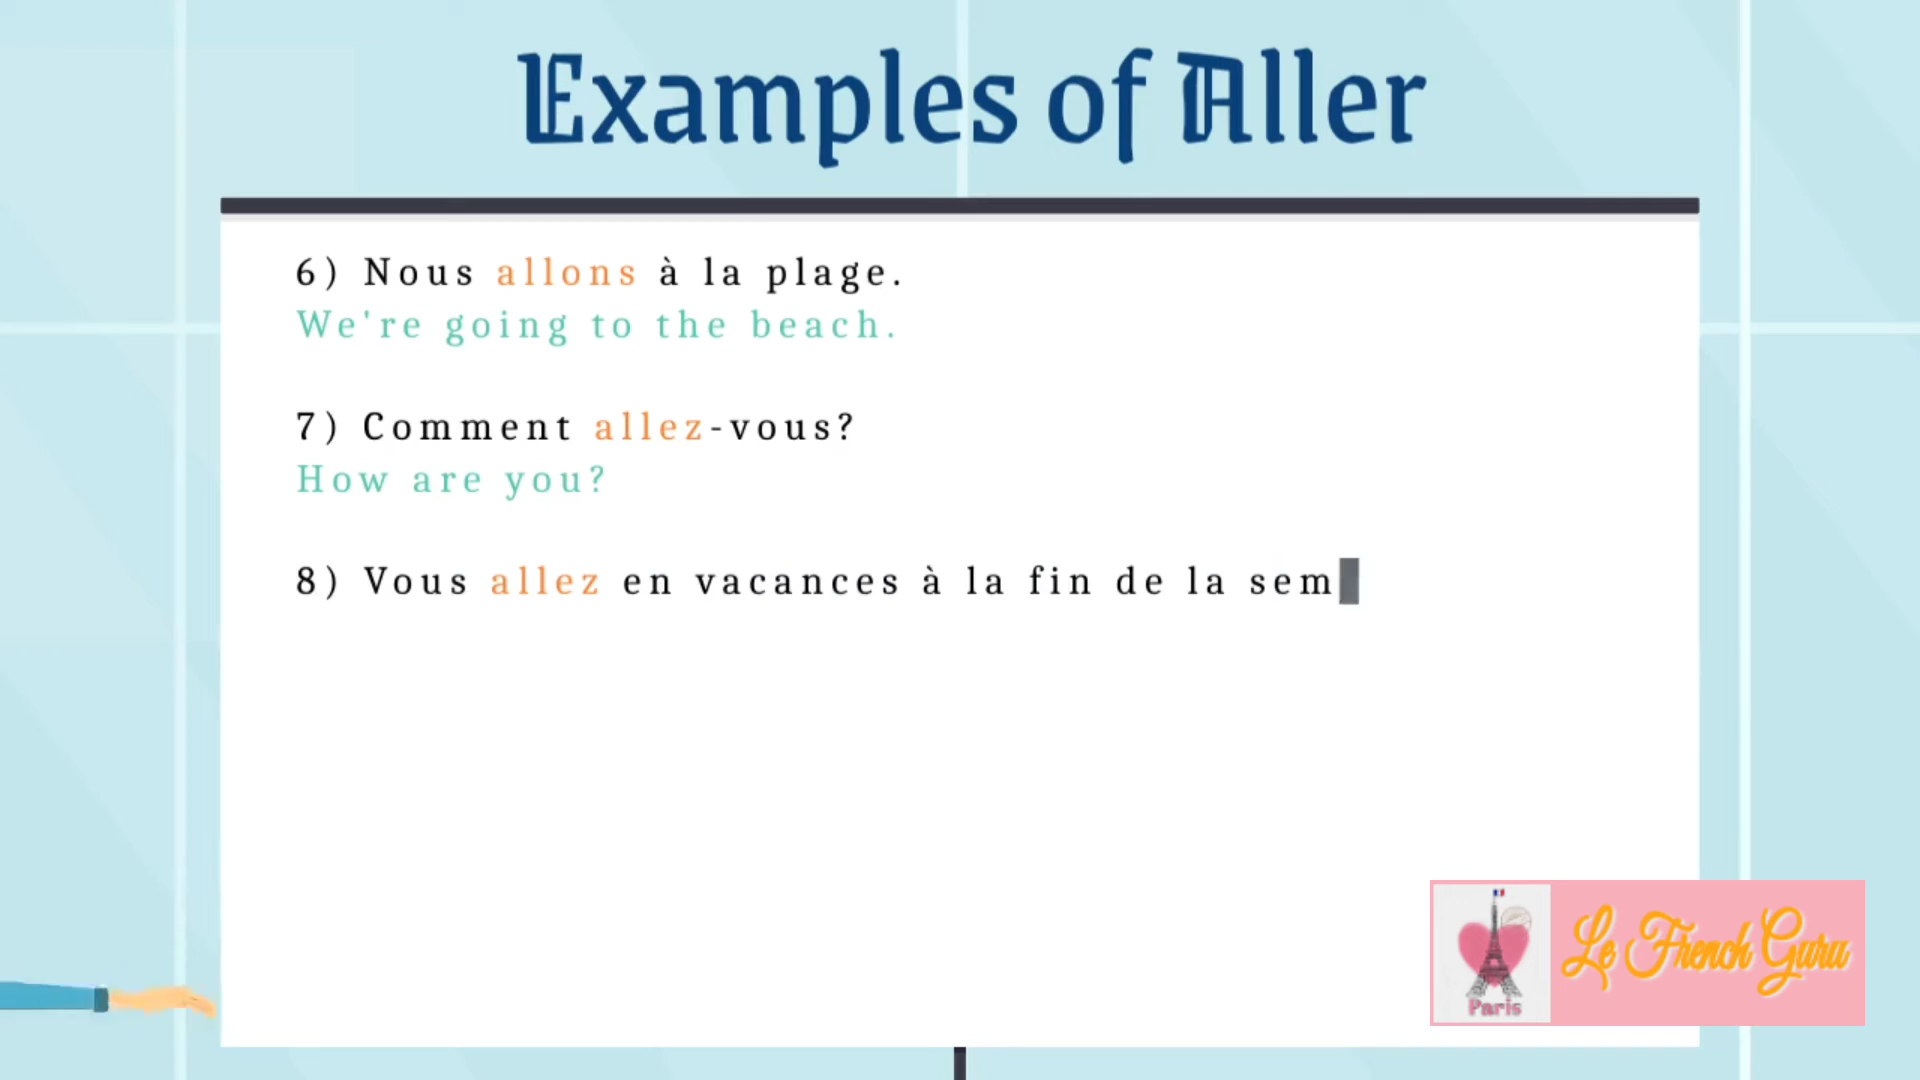 Examples of Aller
6) Nous allons à la plage.
We're going to the beach.
7) Comment allez-vous?
How are you?
8) Vous allez en vacances à la fin de la sem
Paris
Le French Guru